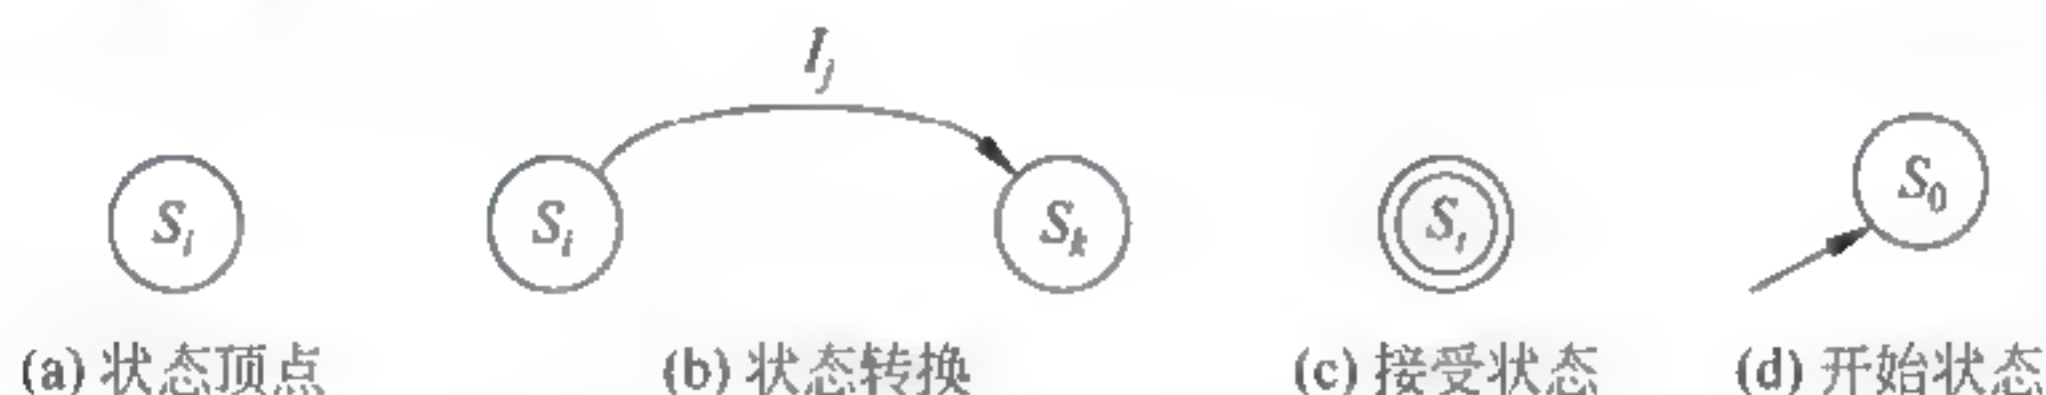 I_j
S_i S_i S_k S_i S_0
(a) 状态顶点 (b) 状态转换 (c) 接受状态 (d) 开始状态